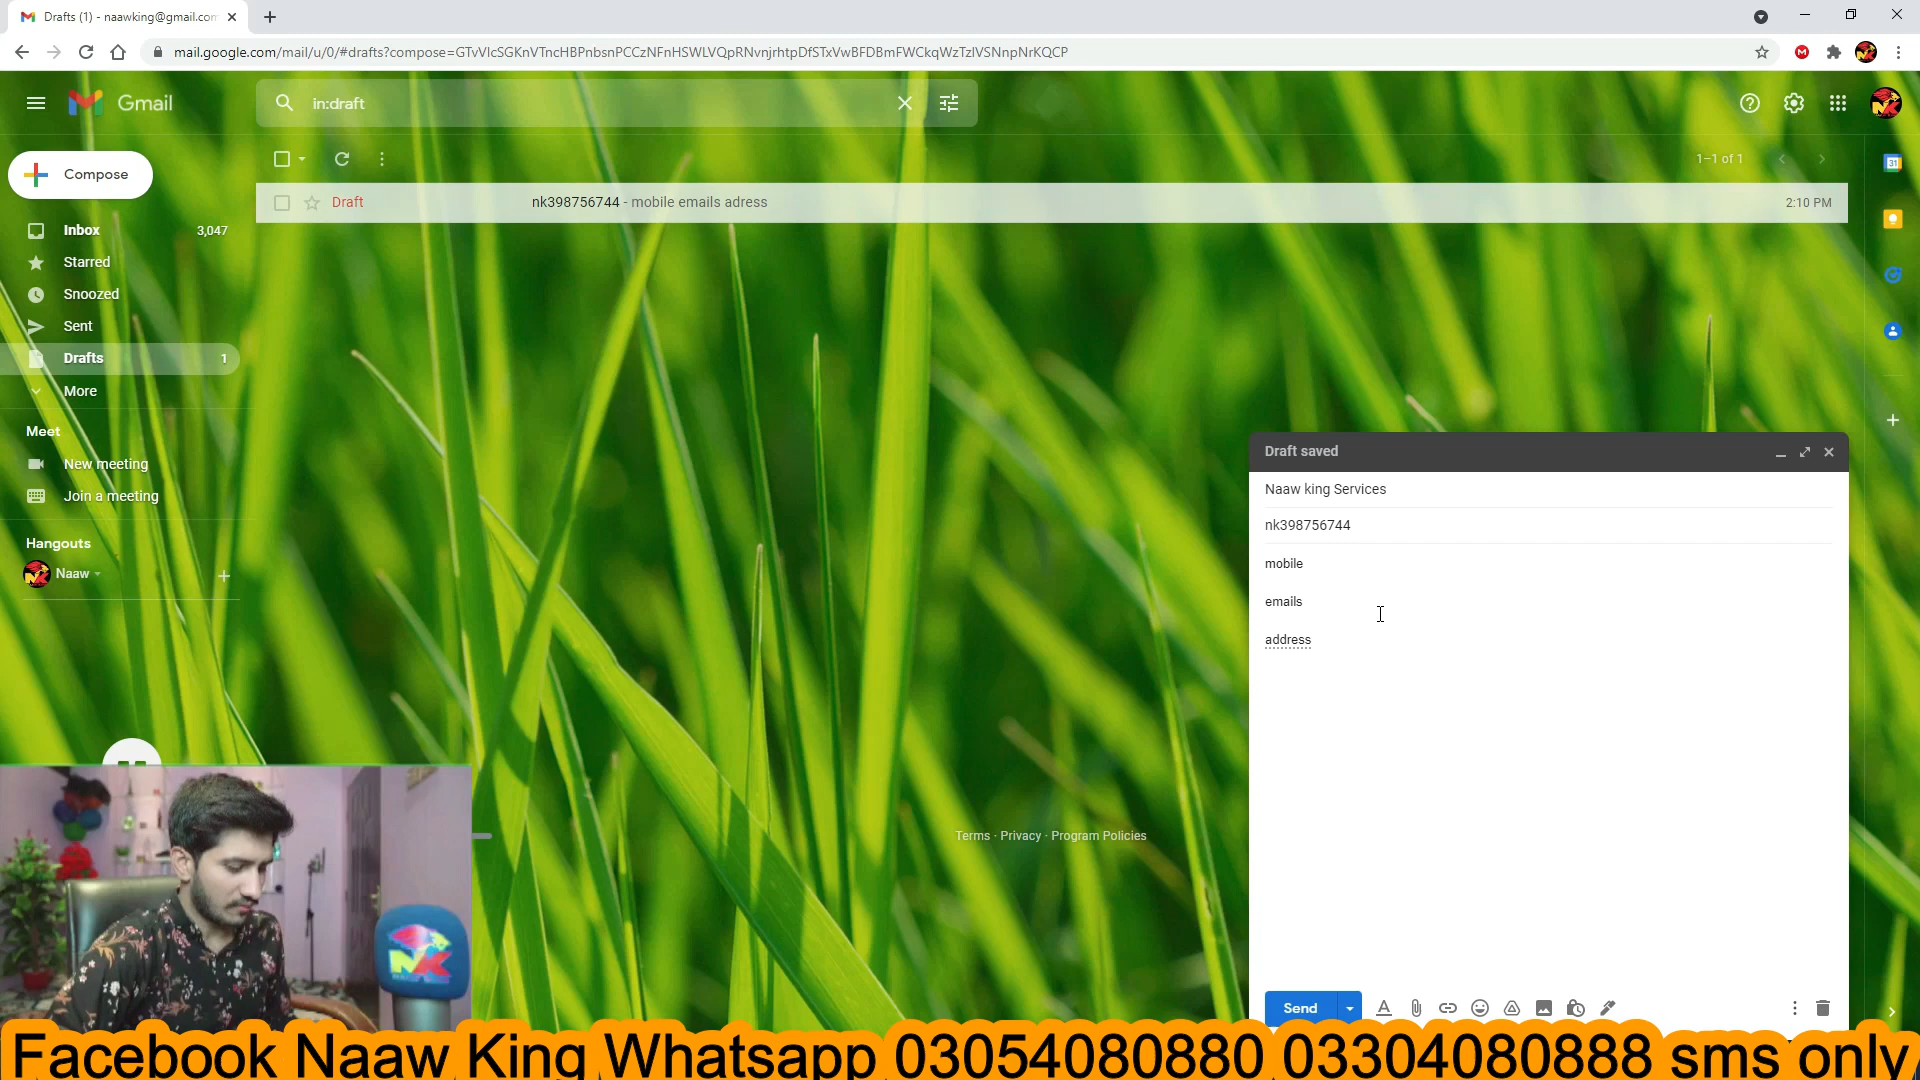 Drafts (1) - naawking@gmail.com
mail.google.com/mail/u/0/#drafts?compose=GTvVlcSGKnVTncHBPnbsnPCCzNFnHSWLVQpRNvnjrhtpDfSTxVwBFDBmFWCkqWzTzlVSNnpNrKQCP
Gmail
in:draft
Compose
1–1 of 1
Draft nk398756744 - mobile emails adress 2:10 PM
Inbox 3,047
Starred
Snoozed
Sent
Drafts 1
More
Meet
New meeting
Join a meeting
Hangouts
Naaw
31
Draft saved
Naaw king Services
nk398756744
mobile
emails
address
Terms · Privacy · Program Policies
Send
NK
Facebook Naaw King Whatsapp 03054080880 03304080888 sms only